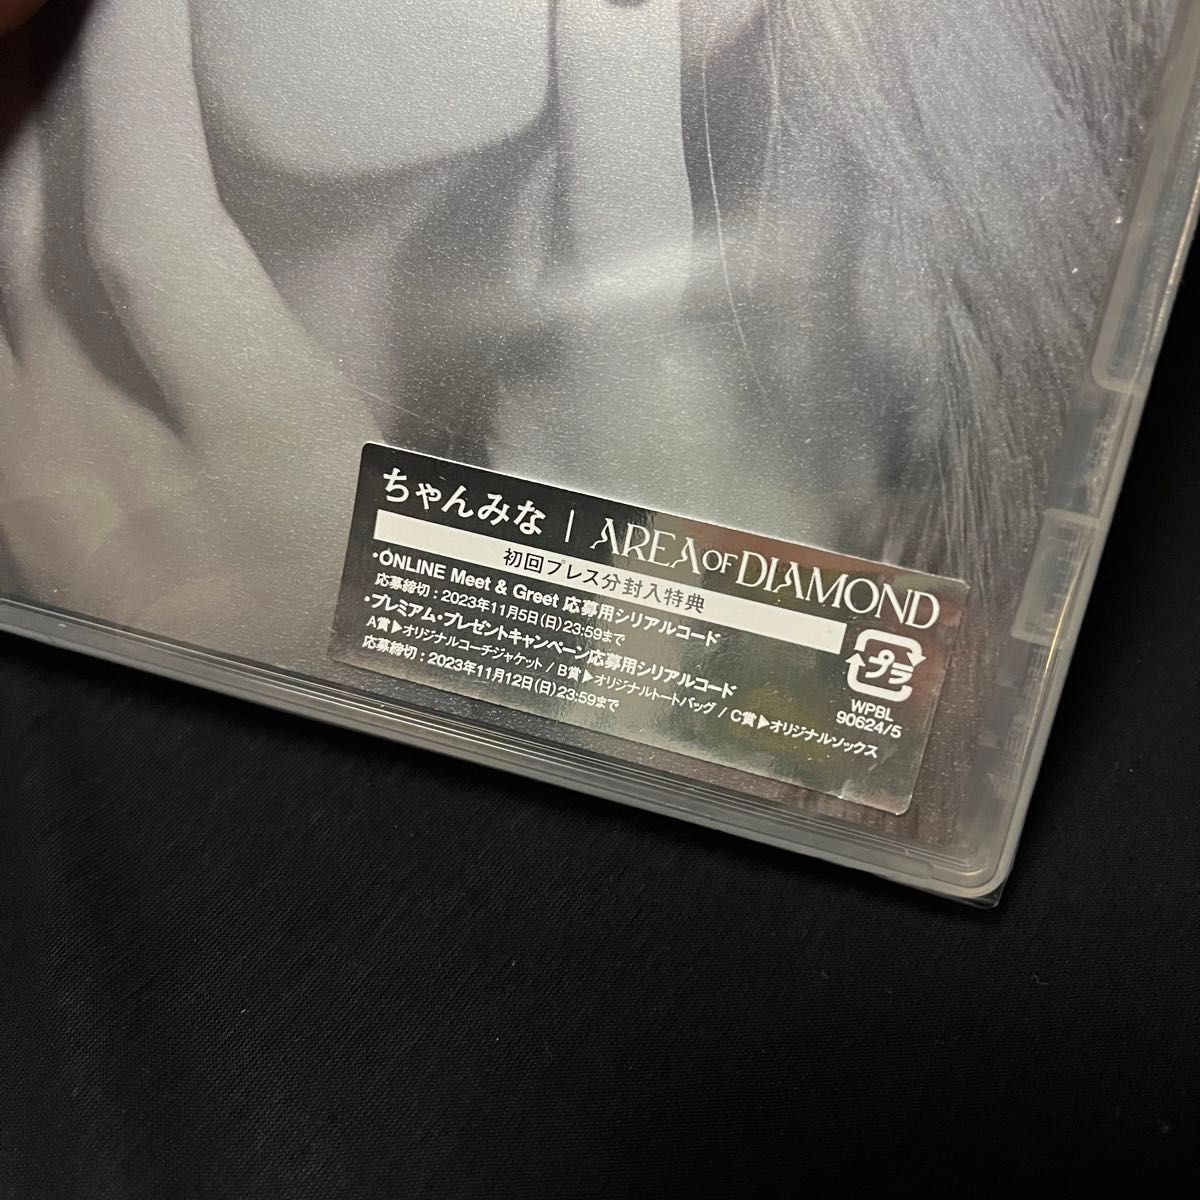 ちゃんみな | AREA OF DIAMOND
初回プレス分封入特典
・ONLINE Meet & Greet 応募用シリアルコード
応募締切：2023年11月5日(日)23:59まで
・プレミアム・プレゼントキャンペーン応募用シリアルコード
A賞▶オリジナルコーチジャケット / B賞▶オリジナルトートバッグ / C賞▶オリジナルソックス
応募締切：2023年11月12日(日)23:59まで
プラ
WPBL
90624/5